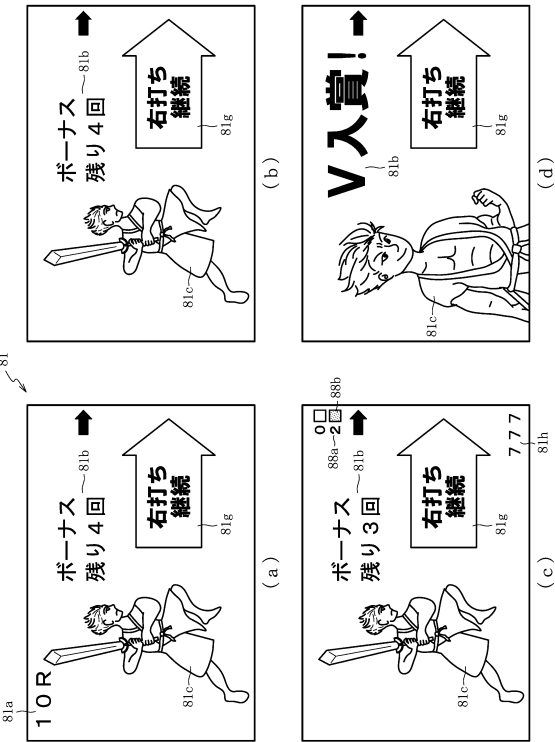 81
81a
10R
ボーナス
残り4回
81b
右打ち
継続
81g
81c
(a)
ボーナス
残り4回
81b
右打ち
継続
81g
81c
(b)
0
2
88a
88b
ボーナス
残り3回
81b
右打ち
継続
81g
777
81h
81c
(c)
V入賞!
81b
右打ち
継続
81g
81c
(d)